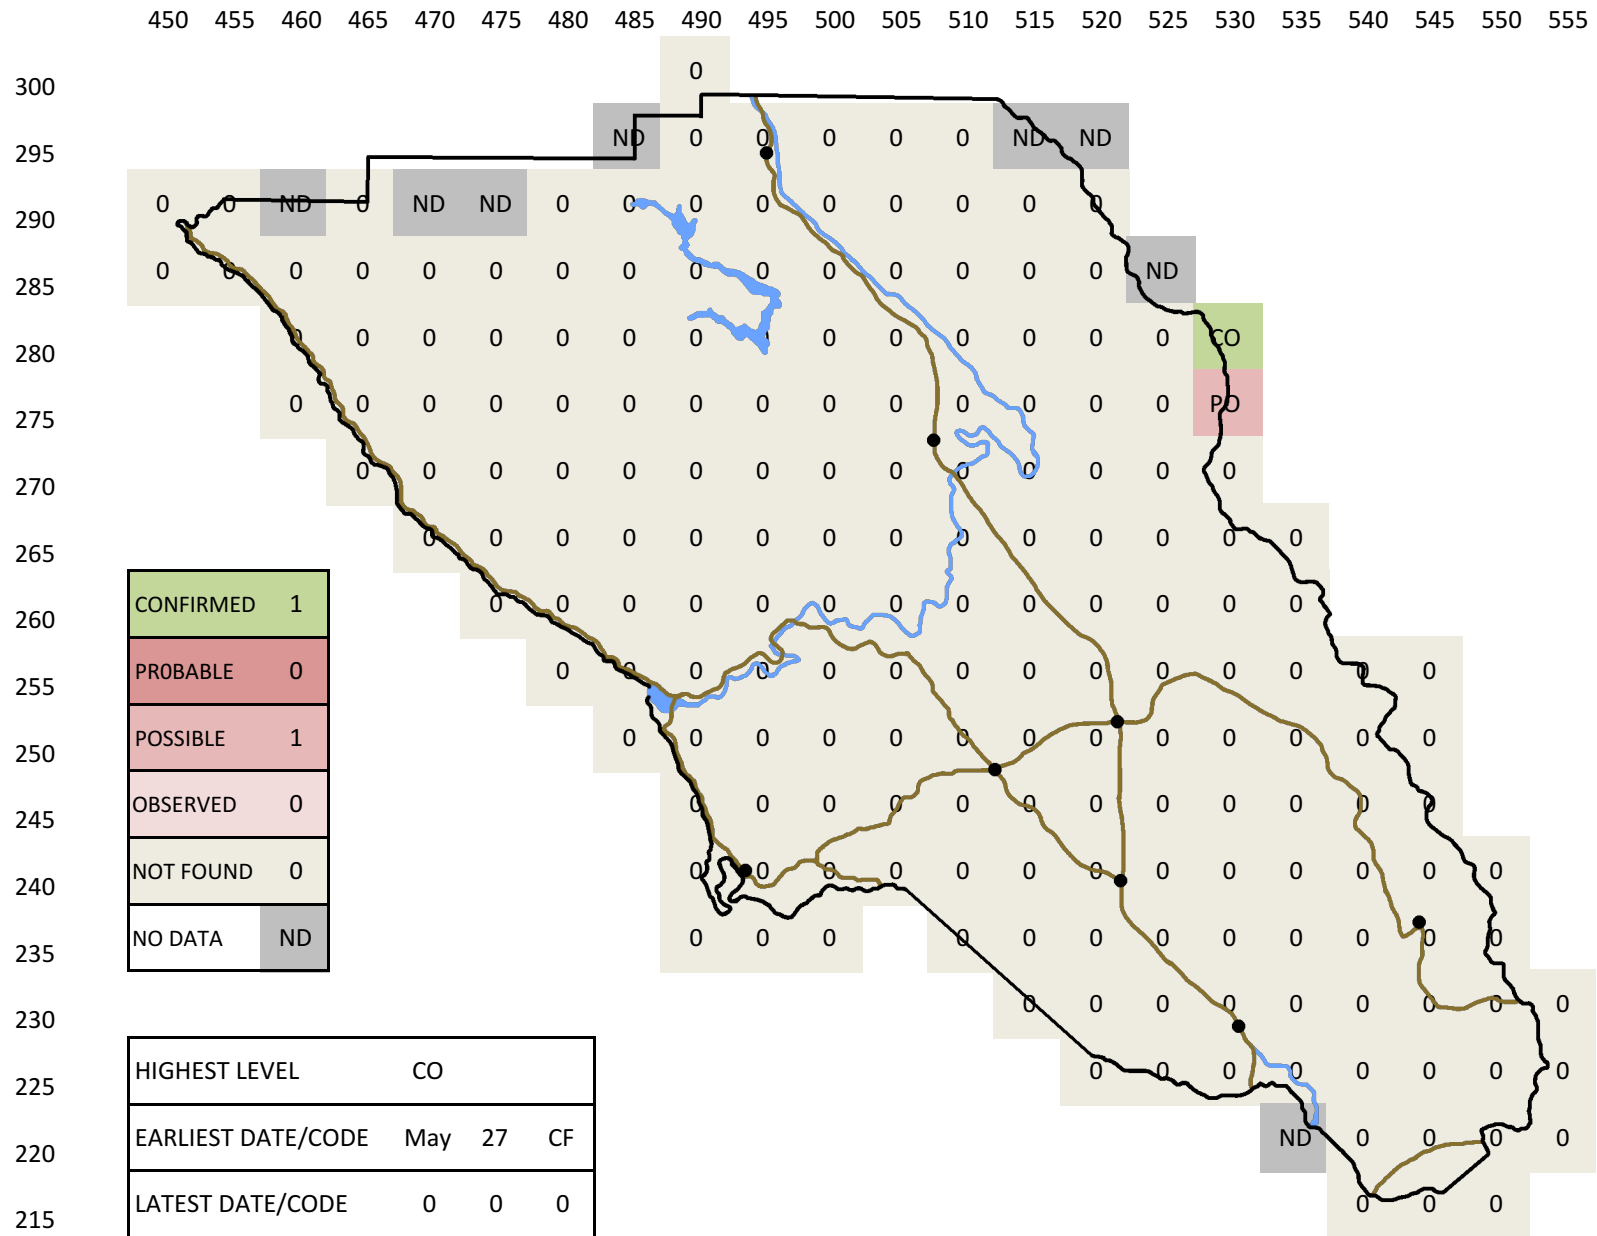 450 455 460 465 470 475 480 485 490 495 500 505 510 515 520 525 530 535 540 545 550 555
300 0
295 ND 0 0 0 0 0 ND ND
290 0 0 ND 0 ND ND 0 0 0 0 0 0 0 0 0
285 0 0 0 0 0 0 0 0 0 0 0 0 0 0 0 ND
280 0 0 0 0 0 0 0 0 0 0 0 0 0 0 CO
275 0 0 0 0 0 0 0 0 0 0 0 0 0 0 PO
270 0 0 0 0 0 0 0 0 0 0 0 0 0 0
265 0 0 0 0 0 0 0 0 0 0 0 0 0 0
260 CONFIRMED 1 0 0 0 0 0 0 0 0 0 0 0 0 0
255 PR0BABLE 0 0 0 0 0 0 0 0 0 0 0 0 0 0 0
250 POSSIBLE 1 0 0 0 0 0 0 0 0 0 0 0 0 0
245 OBSERVED 0 0 0 0 0 0 0 0 0 0 0 0 0
240 NOT FOUND 0 0 0 0 0 0 0 0 0 0 0 0 0 0
235 NO DATA ND 0 0 0 0 0 0 0 0 0 0 0 0
230 0 0 0 0 0 0 0 0 0
225 HIGHEST LEVEL CO 0 0 0 0 0 0 0 0
220 EARLIEST DATE/CODE May 27 CF ND 0 0 0 0
215 LATEST DATE/CODE 0 0 0 0 0 0